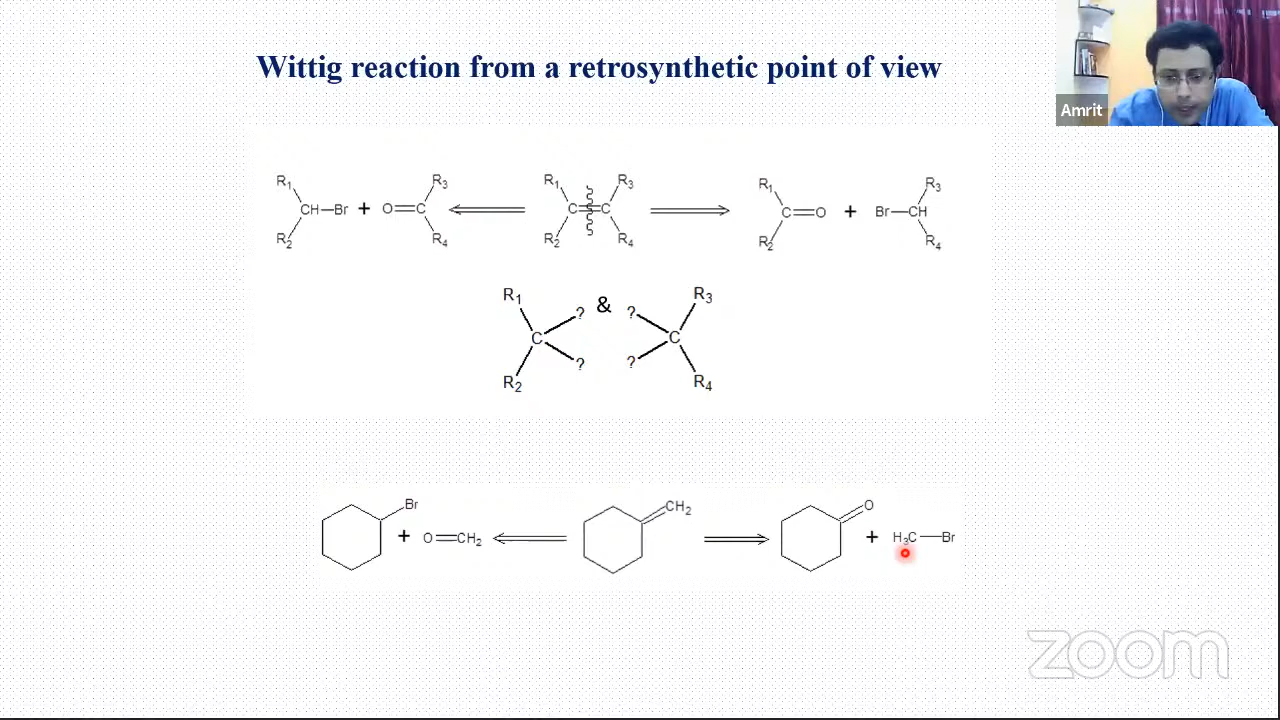 Wittig reaction from a retrosynthetic point of view
Amrit
R1 R3 R1 R3 R1 R3
CH—Br + O=C C=C C=O + Br—CH
R2 R4 R2 R4 R2 R4
R1 ? & ? R3
C C
R2 ? ? R4
Br CH2 O
+ O=CH2 + H3C—Br
zoom